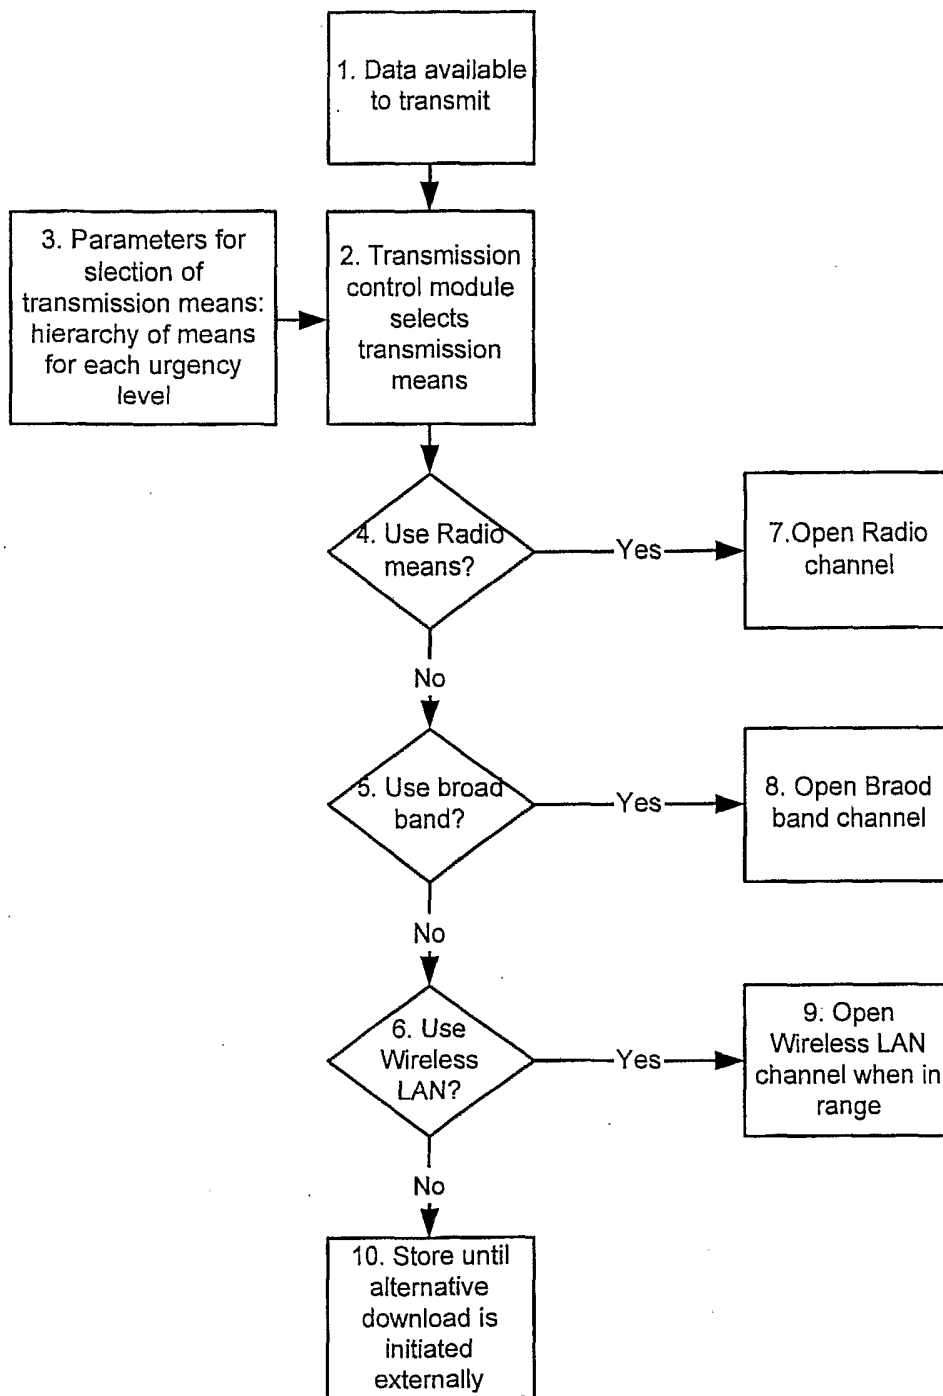 1. Data available
to transmit
3. Parameters for
slection of
transmission means:
hierarchy of means
for each urgency
level
2. Transmission
control module
selects
transmission
means
4. Use Radio
means?
Yes
7.Open Radio
channel
No
5. Use broad
band?
Yes
8. Open Braod
band channel
No
6. Use
Wireless
LAN?
Yes
9. Open
Wireless LAN
channel when in
range
No
10. Store until
alternative
download is
initiated
externally